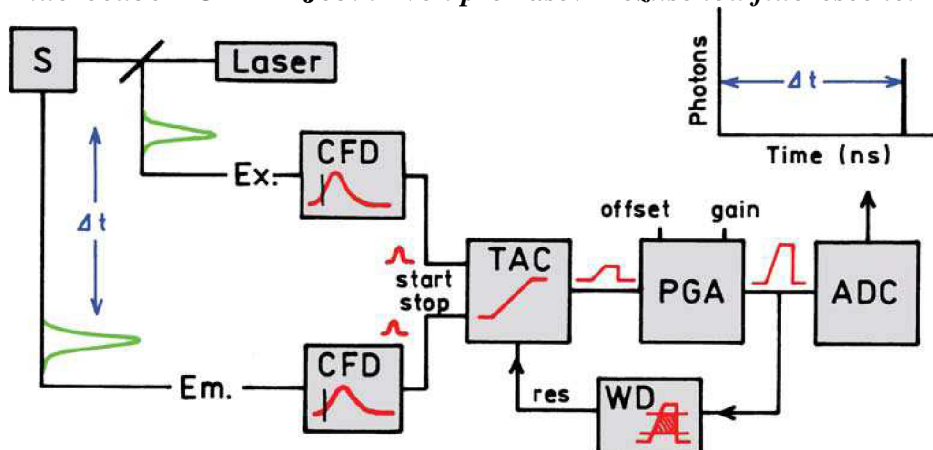 S
Laser
Photons
Δt
Time (ns)
CFD
Ex.
Δt
offset gain
TAC
start
stop
PGA
ADC
CFD
Em.
res
WD